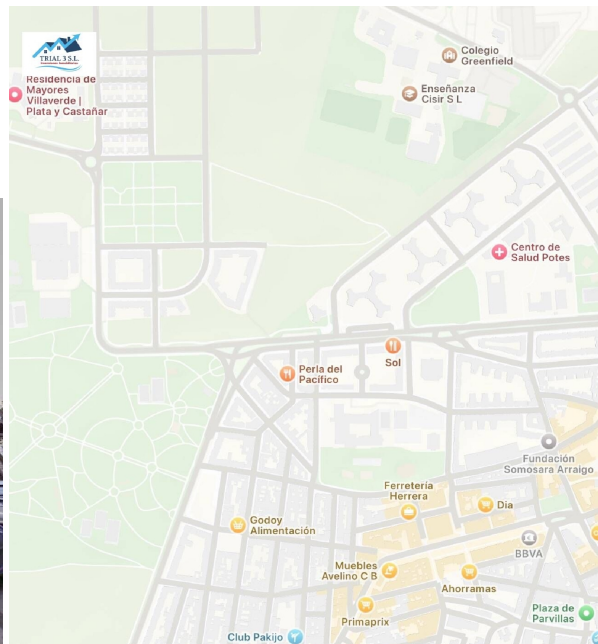 TRIAL 3 S.L.
Residencia de
Mayores
Villaverde |
Plata y Castañar
Colegio
Greenfield
Enseñanza
Cisir S L
Centro de
Salud Potes
Sol
Perla del
Pacífico
Fundación
Somosara Arraigo
Ferretería
Herrera
Dia
Godoy
Alimentación
BBVA
Muebles
Avelino C B
Ahorramas
Primaprix
Plaza de
Parvillas
Club Pakijo